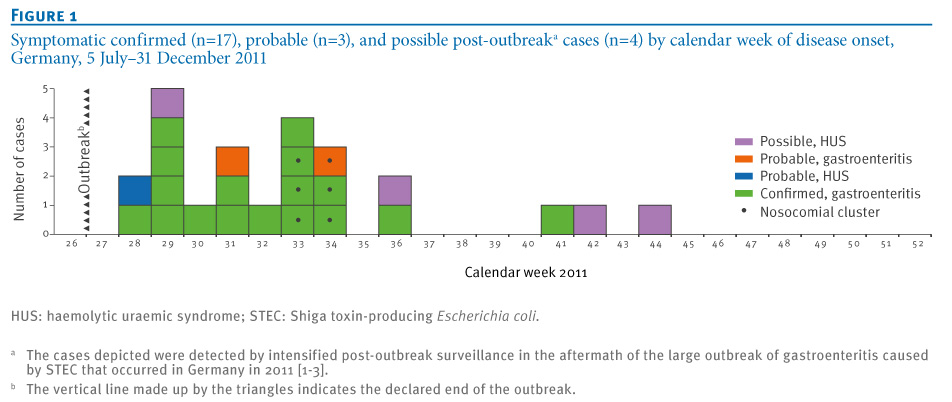 FIGURE 1
Symptomatic confirmed (n=17), probable (n=3), and possible post-outbreakᵃ cases (n=4) by calendar week of disease onset,
Germany, 5 July–31 December 2011
Number of cases
5
4
3
2
1
0
Outbreakᵇ
Possible, HUS
Probable, gastroenteritis
Probable, HUS
Confirmed, gastroenteritis
Nosocomial cluster
26 27 28 29 30 31 32 33 34 35 36 37 38 39 40 41 42 43 44 45 46 47 48 49 50 51 52
Calendar week 2011
HUS: haemolytic uraemic syndrome; STEC: Shiga toxin-producing Escherichia coli.
ᵃ The cases depicted were detected by intensified post-outbreak surveillance in the aftermath of the large outbreak of gastroenteritis caused
by STEC that occurred in Germany in 2011 [1-3].
ᵇ The vertical line made up by the triangles indicates the declared end of the outbreak.